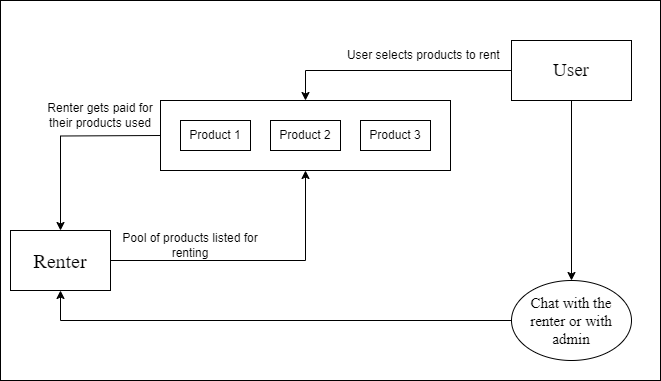 User selects products to rent
User
Renter gets paid for
their products used
Product 1
Product 2
Product 3
Pool of products listed for
renting
Renter
Chat with the
renter or with
admin